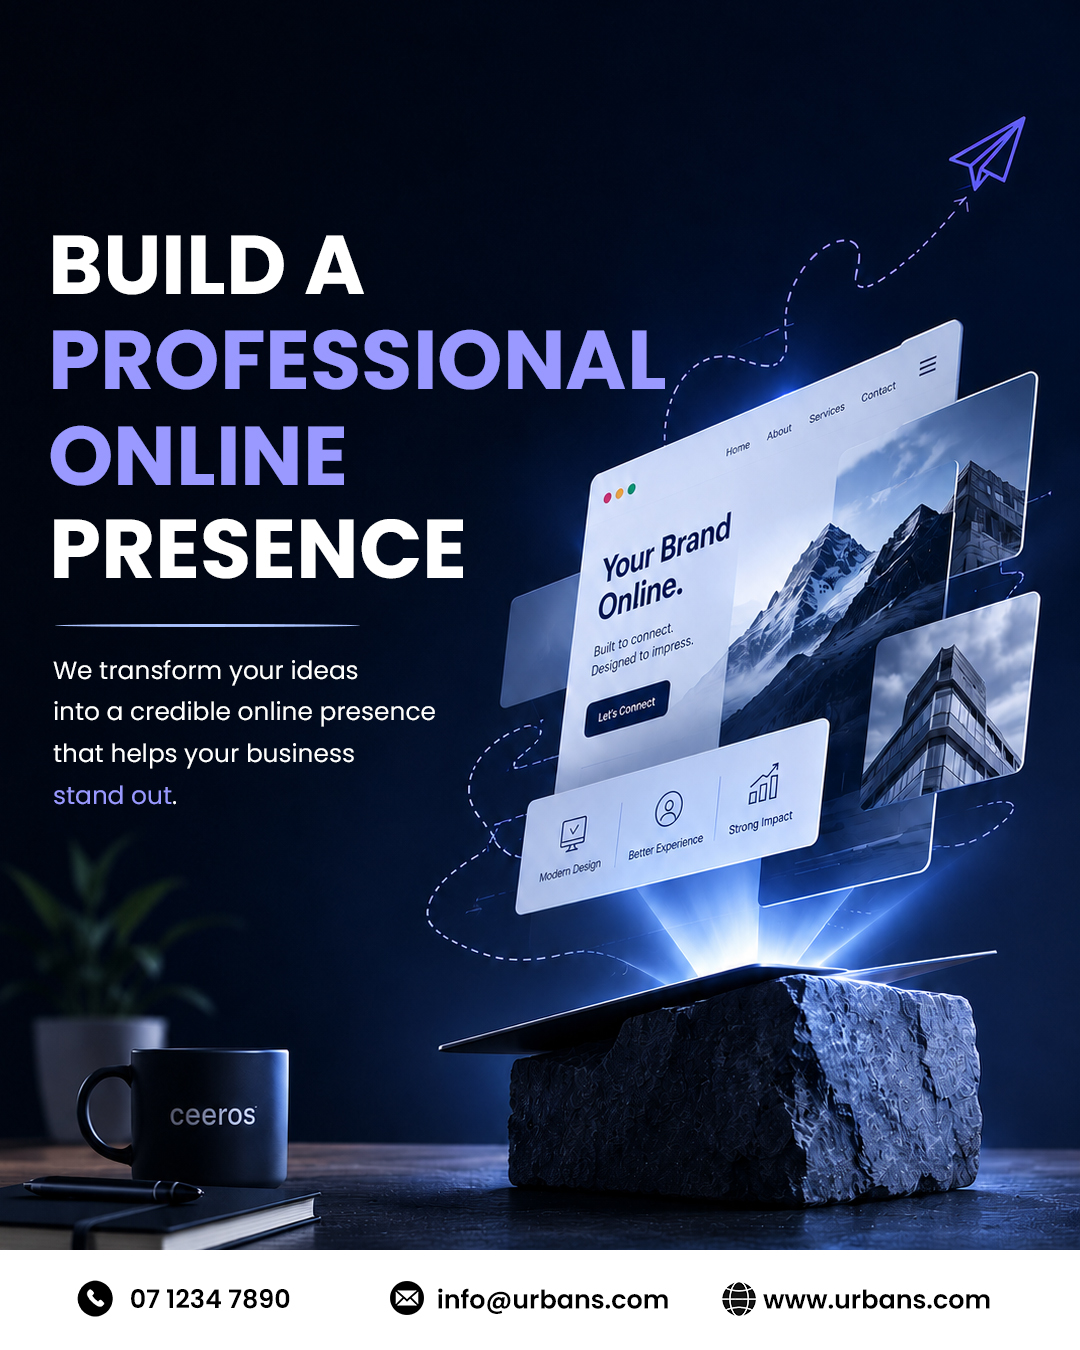 BUILD A
PROFESSIONAL
ONLINE
PRESENCE
We transform your ideas
into a credible online presence
that helps your business
stand out.
Home About Services Contact
Your Brand
Online.
Built to connect.
Designed to impress.
Let's Connect
Modern Design Better Experience Strong Impact
ceeros
07 1234 7890 info@urbans.com www.urbans.com